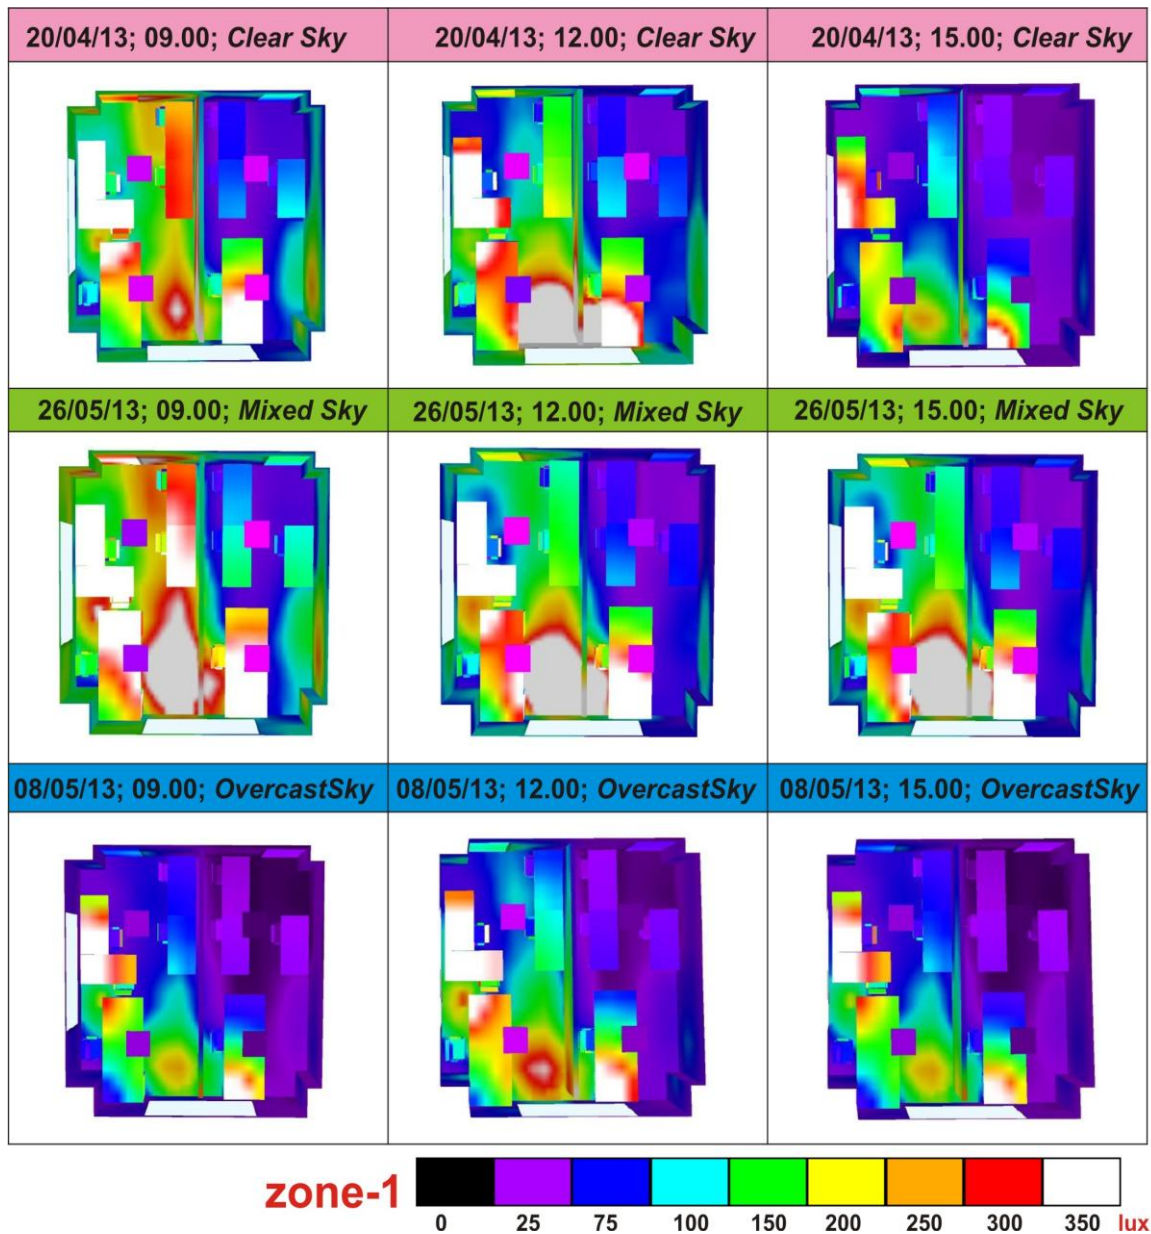 20/04/13; 09.00; Clear Sky
20/04/13; 12.00; Clear Sky
20/04/13; 15.00; Clear Sky
26/05/13; 09.00; Mixed Sky
26/05/13; 12.00; Mixed Sky
26/05/13; 15.00; Mixed Sky
08/05/13; 09.00; OvercastSky
08/05/13; 12.00; OvercastSky
08/05/13; 15.00; OvercastSky
zone-1
0 25 75 100 150 200 250 300 350 lux